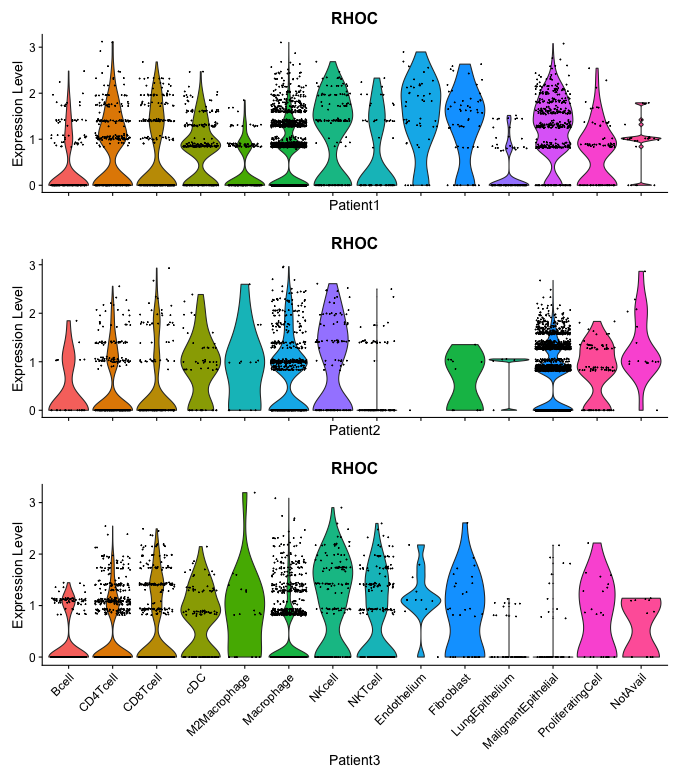 RHOC
Expression Level
3
2
1
0
Patient1
RHOC
Expression Level
3
2
1
0
Patient2
RHOC
Expression Level
3
2
1
0
Bcell
CD4Tcell
CD8Tcell
cDC
M2Macrophage
Macrophage
NKcell
NKTcell
Endothelium
Fibroblast
LungEpithelium
MalignantEpithelial
ProliferatingCell
NotAvail
Patient3